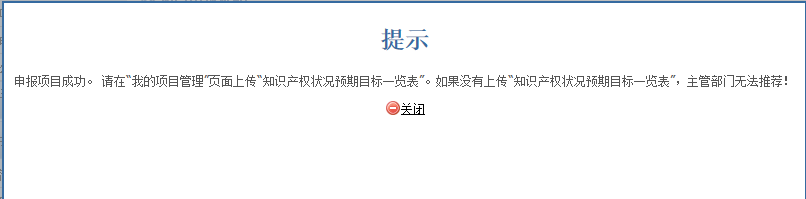 提示
申报项目成功。 请在“我的项目管理”页面上传“知识产权状况预期目标一览表”。如果没有上传“知识产权状况预期目标一览表”，主管部门无法推荐！
关闭